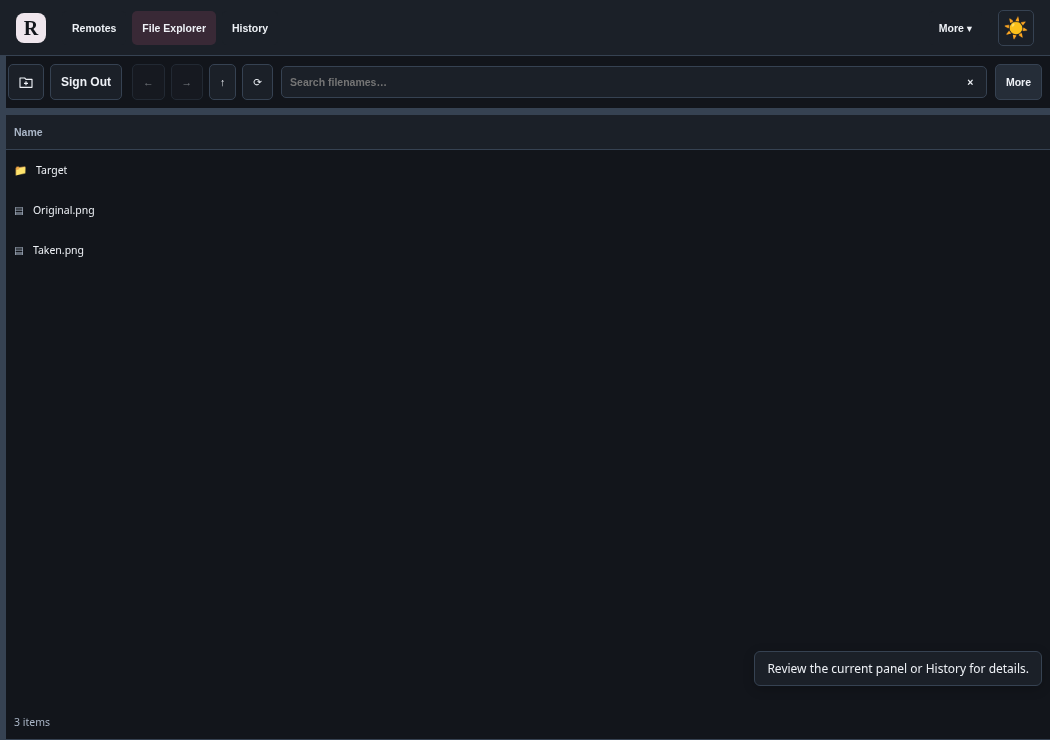 R Remotes File Explorer History More ▾
Sign Out ← → ↑ ⟳ Search filenames... × More
Name
Target
Original.png
Taken.png
Review the current panel or History for details.
3 items